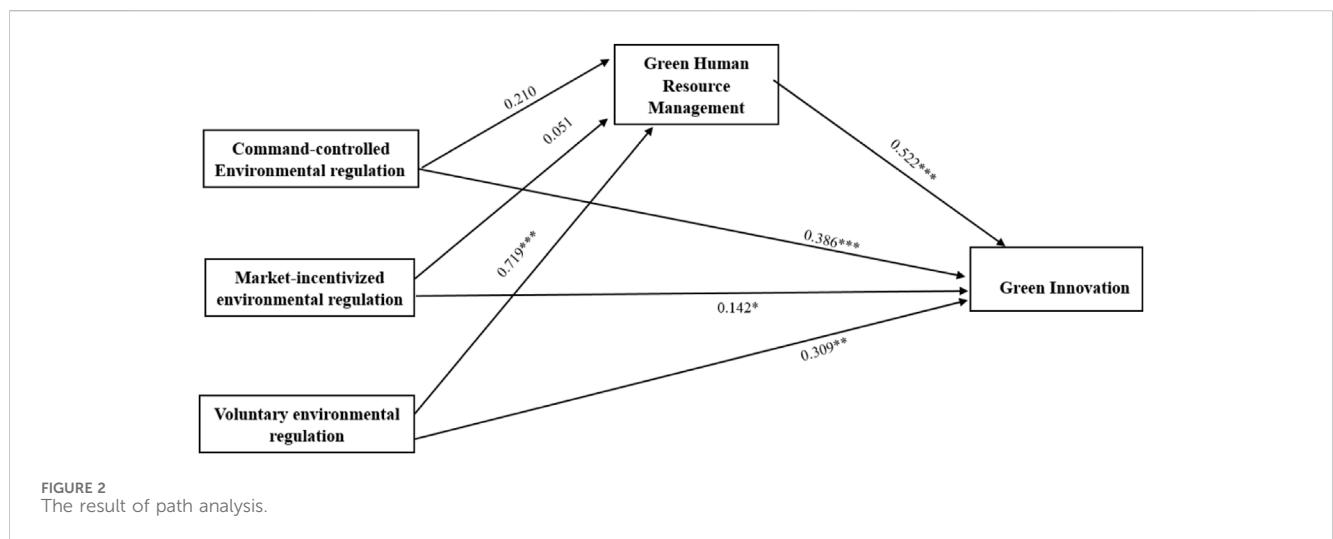 Green Human
Resource
Management
0.210
0.051
0.522***
Command-controlled
Environmental regulation
0.386***
0.719***
Market-incentivized
environmental regulation
Green Innovation
0.142*
0.309**
Voluntary environmental
regulation
FIGURE 2
The result of path analysis.